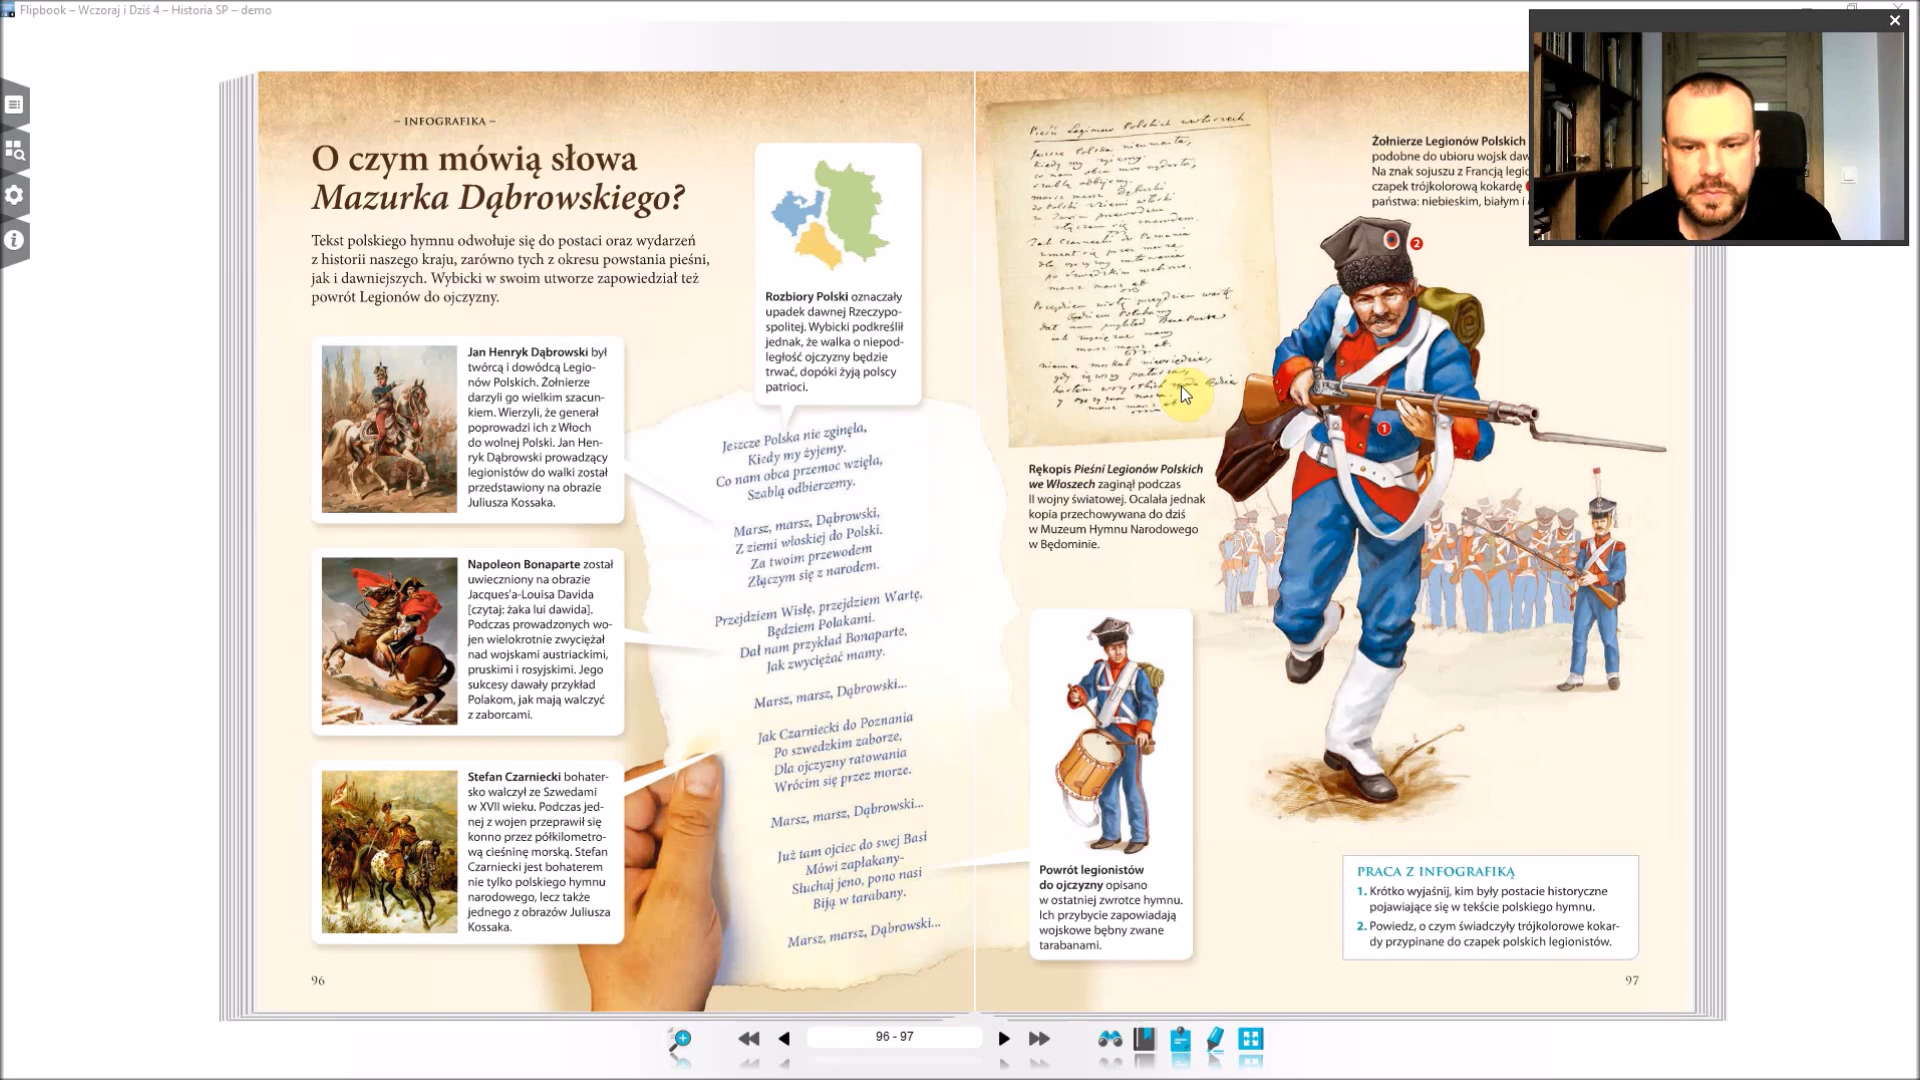 Flipbook – Wczoraj i Dziś 4 – Historia SP – demo
– INFOGRAFIKA –
O czym mówią słowa
Mazurka Dąbrowskiego?
Tekst polskiego hymnu odwołuje się do postaci oraz wydarzeń
z historii naszego kraju, zarówno tych z okresu powstania pieśni,
jak i dawniejszych. Wybicki w swoim utworze zapowiedział też
powrót Legionów do ojczyzny.
Rozbiory Polski oznaczały
upadek dawnej Rzeczypo-
spolitej. Wybicki podkreślił
jednak, że walka o niepod-
ległość ojczyzny będzie
trwać, dopóki żyją polscy
patrioci.
Jan Henryk Dąbrowski był
twórcą i dowódcą Legio-
nów Polskich. Żołnierze
darzyli go wielkim szacun-
kiem. Wierzyli, że generał
poprowadzi ich z Włoch
do wolnej Polski. Jan Hen-
ryk Dąbrowski prowadzący
legionistów do walki został
przedstawiony na obrazie
Juliusza Kossaka.
Napoleon Bonaparte został
uwieczniony na obrazie
Jacques'a-Louisa Davida
[czytaj: żaka lui dawida].
Podczas prowadzonych wo-
jen wielokrotnie zwyciężał
nad wojskami austriackimi,
pruskimi i rosyjskimi. Jego
sukcesy dawały przykład
Polakom, jak mają walczyć
z zaborcami.
Stefan Czarniecki bohater-
sko walczył ze Szwedami
w XVII wieku. Podczas jed-
nej z wojen przeprawił się
konno przez półkilometro-
wą cieśninę morską. Stefan
Czarniecki jest bohaterem
nie tylko polskiego hymnu
narodowego, lecz także
jednego z obrazów Juliusza
Kossaka.
Jeszcze Polska nie zginęła,
Kiedy my żyjemy.
Co nam obca przemoc wzięła,
Szablą odbierzemy.
Marsz, marsz, Dąbrowski,
Z ziemi włoskiej do Polski.
Za twoim przewodem
Złączym się z narodem.
Przejdziem Wisłę, przejdziem Wartę,
Będziem Polakami.
Dał nam przykład Bonaparte,
Jak zwyciężać mamy.
Marsz, marsz, Dąbrowski...
Jak Czarniecki do Poznania
Po szwedzkim zaborze,
Dla ojczyzny ratowania
Wrócim się przez morze.
Marsz, marsz, Dąbrowski...
Już tam ojciec do swej Basi
Mówi zapłakany-
Słuchaj jeno, pono nasi
Biją w tarabany.
Marsz, marsz, Dąbrowski...
96
Żołnierze Legionów Polskich
podobne do ubioru wojsk daw
Na znak sojuszu z Francją legio
czapek trójkolorową kokardę
państwa: niebieskim, białym i
2
1
Rękopis Pieśni Legionów Polskich
we Włoszech zaginął podczas
II wojny światowej. Ocalała jednak
kopia przechowywana do dziś
w Muzeum Hymnu Narodowego
w Będominie.
Powrót legionistów
do ojczyzny opisano
w ostatniej zwrotce hymnu.
Ich przybycie zapowiadają
wojskowe bębny zwane
tarabanami.
PRACA Z INFOGRAFIKĄ
1. Krótko wyjaśnij, kim były postacie historyczne
pojawiające się w tekście polskiego hymnu.
2. Powiedz, o czym świadczyły trójkolorowe kokar-
dy przypinane do czapek polskich legionistów.
97
96 - 97